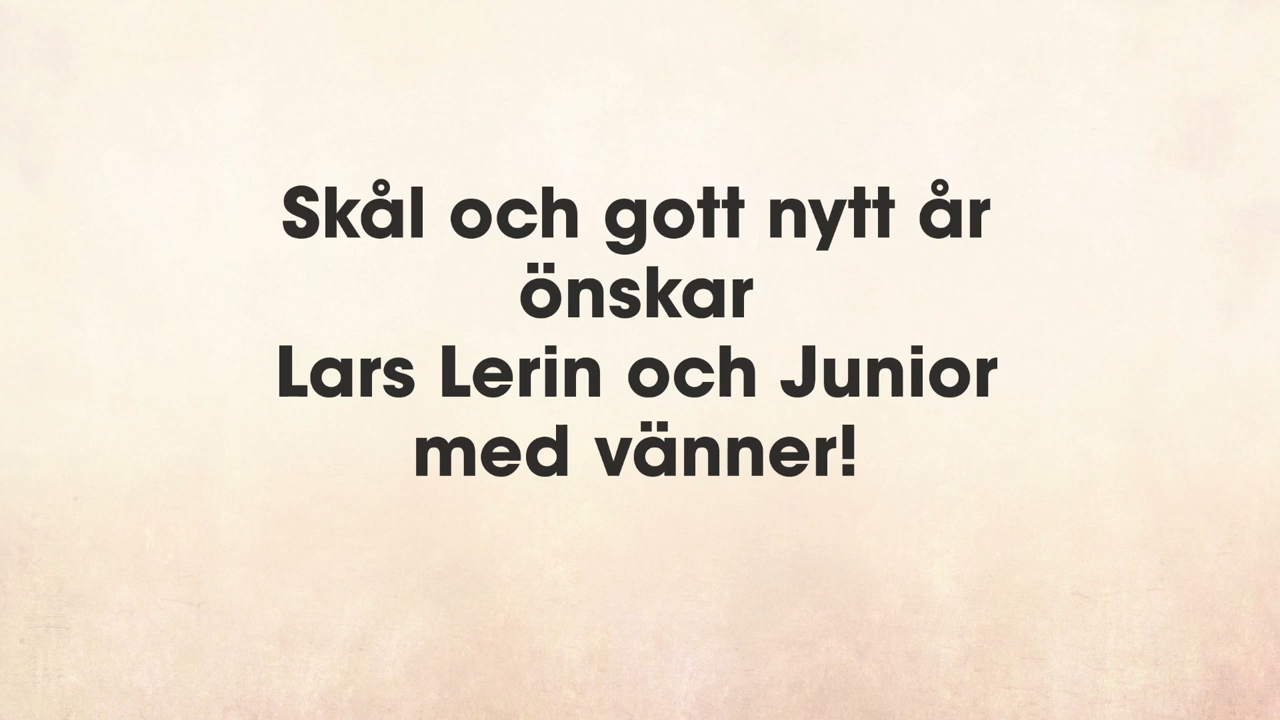 Skål och gott nytt år
önskar
Lars Lerin och Junior
med vänner!